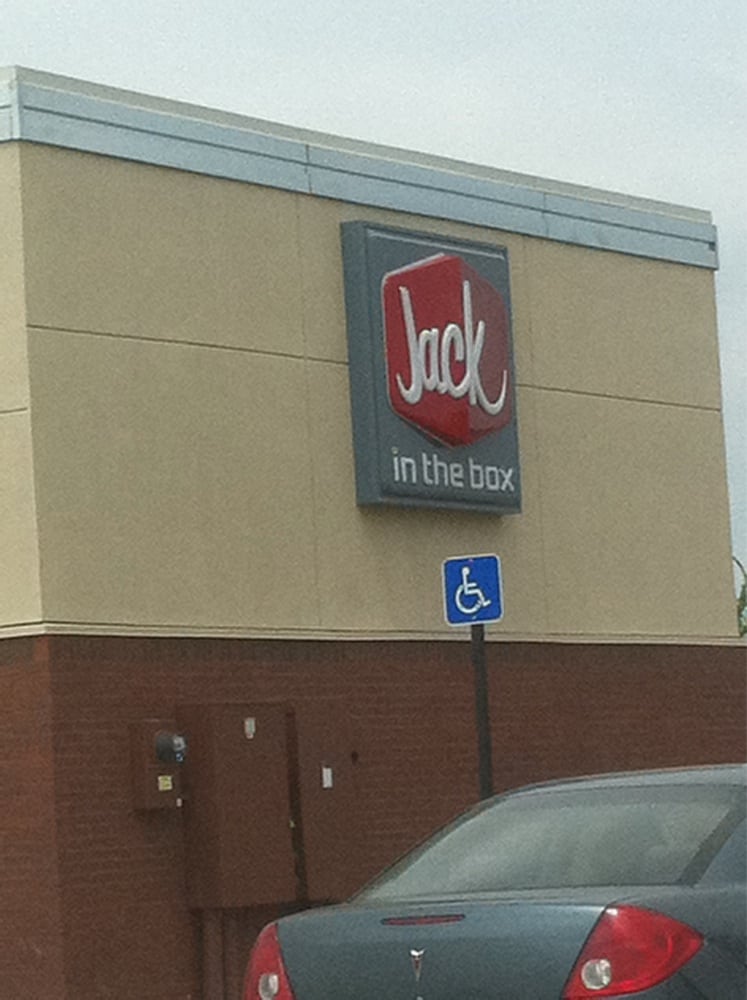 Jack
in the box